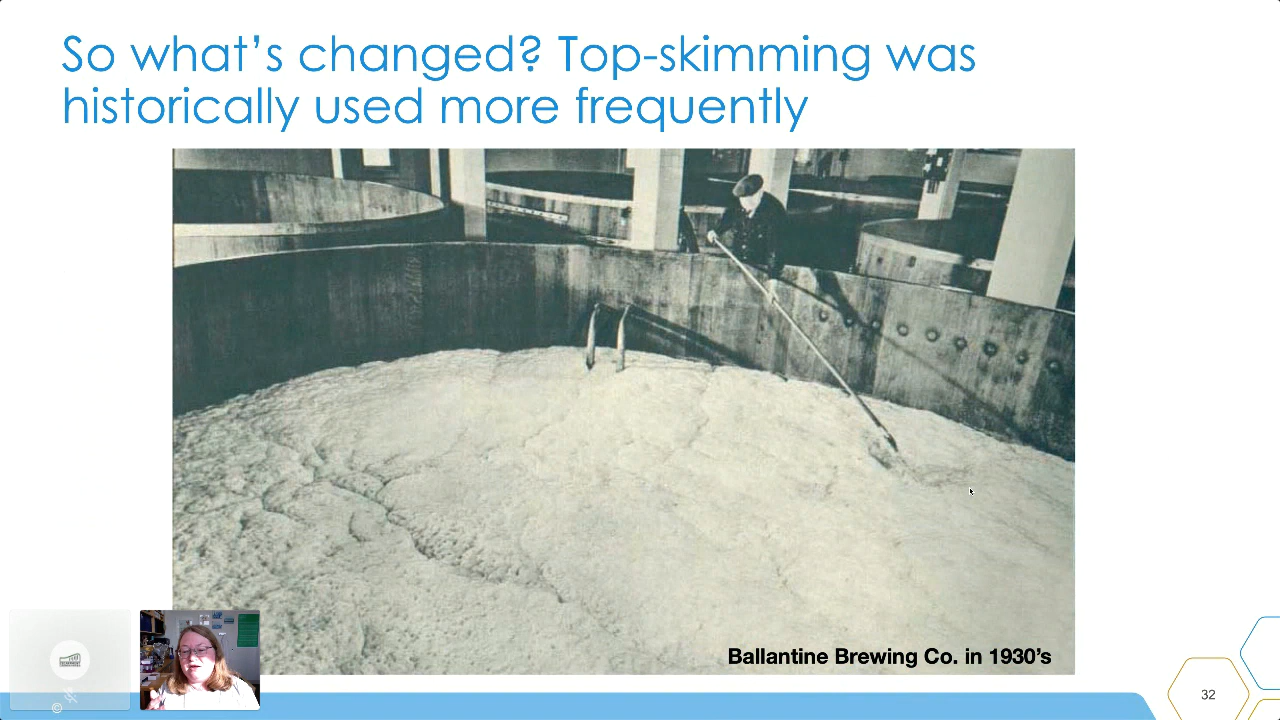 So what's changed? Top-skimming was
historically used more frequently
Ballantine Brewing Co. in 1930's
32
©